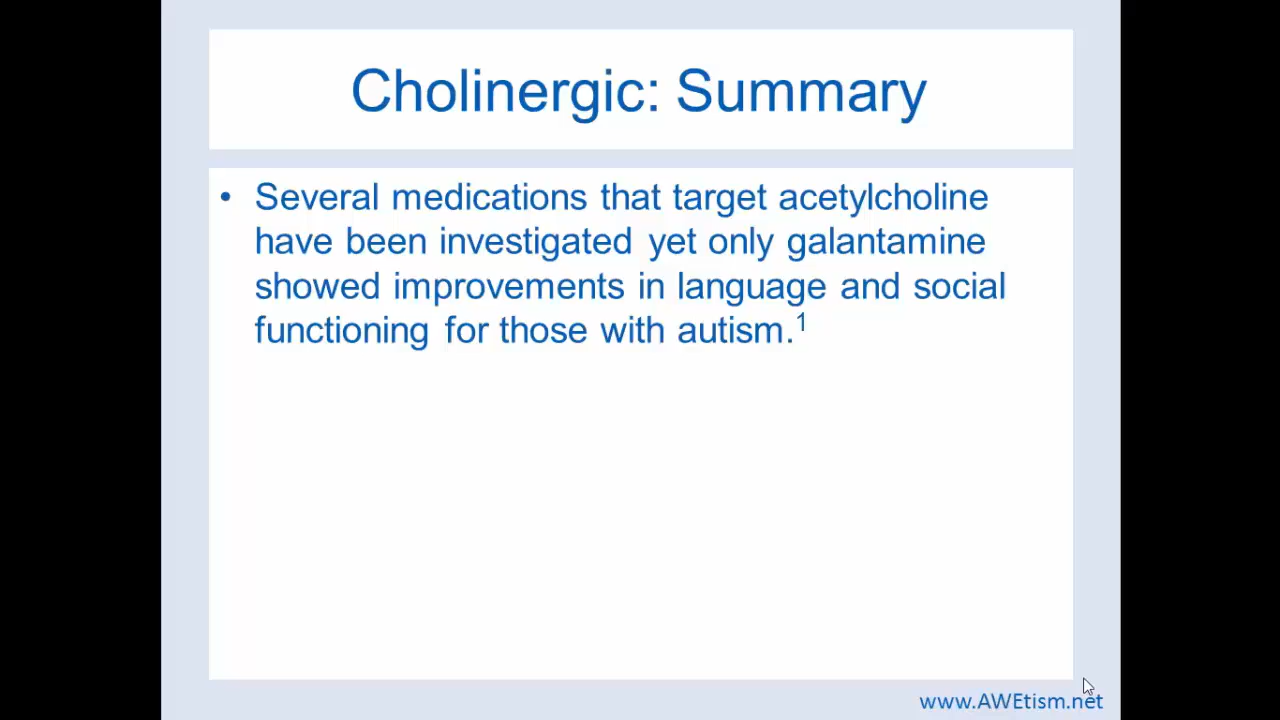 Cholinergic: Summary
• Several medications that target acetylcholine
have been investigated yet only galantamine
showed improvements in language and social
functioning for those with autism.¹
www.AWEtism.net